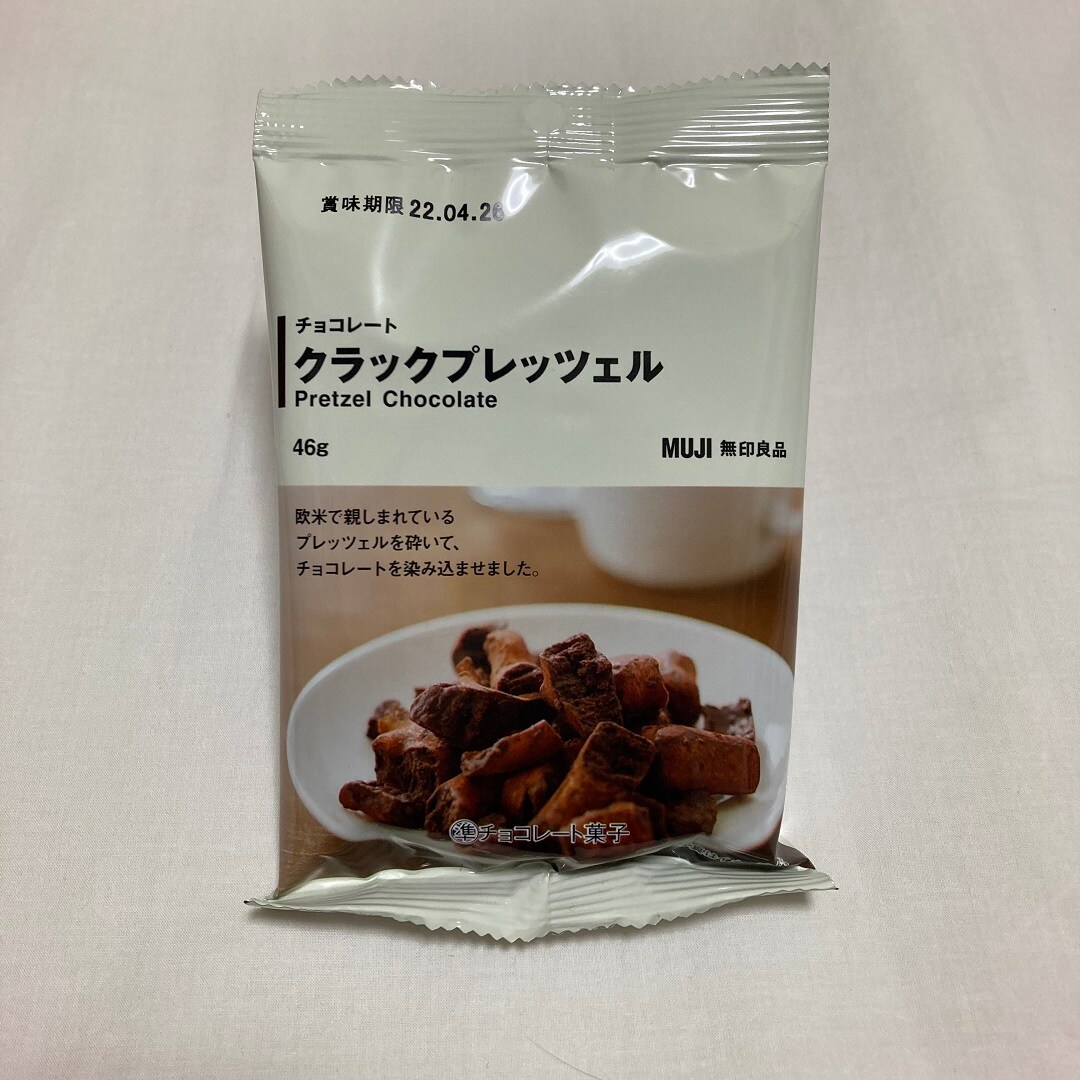 賞味期限 22.04.26
チョコレート
クラックプレッツェル
Pretzel Chocolate
46g
MUJI 無印良品
欧米で親しまれている
プレッツェルを砕いて、
チョコレートを染み込ませました。
準チョコレート菓子